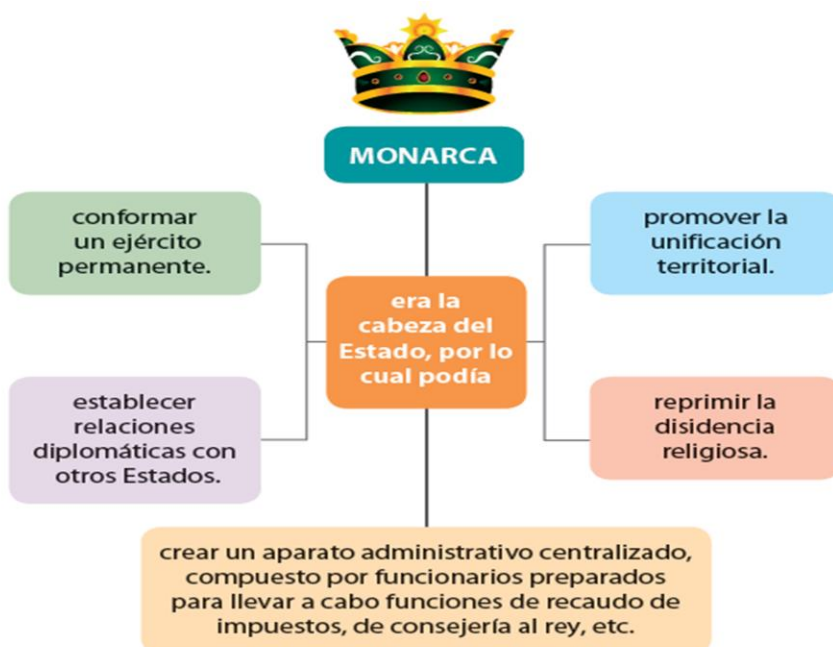 MONARCA
conformar
un ejército
permanente.
promover la
unificación
territorial.
era la
cabeza del
Estado, por lo
cual podía
establecer
relaciones
diplomáticas con
otros Estados.
reprimir la
disidencia
religiosa.
crear un aparato administrativo centralizado,
compuesto por funcionarios preparados
para llevar a cabo funciones de recaudo de
impuestos, de consejería al rey, etc.